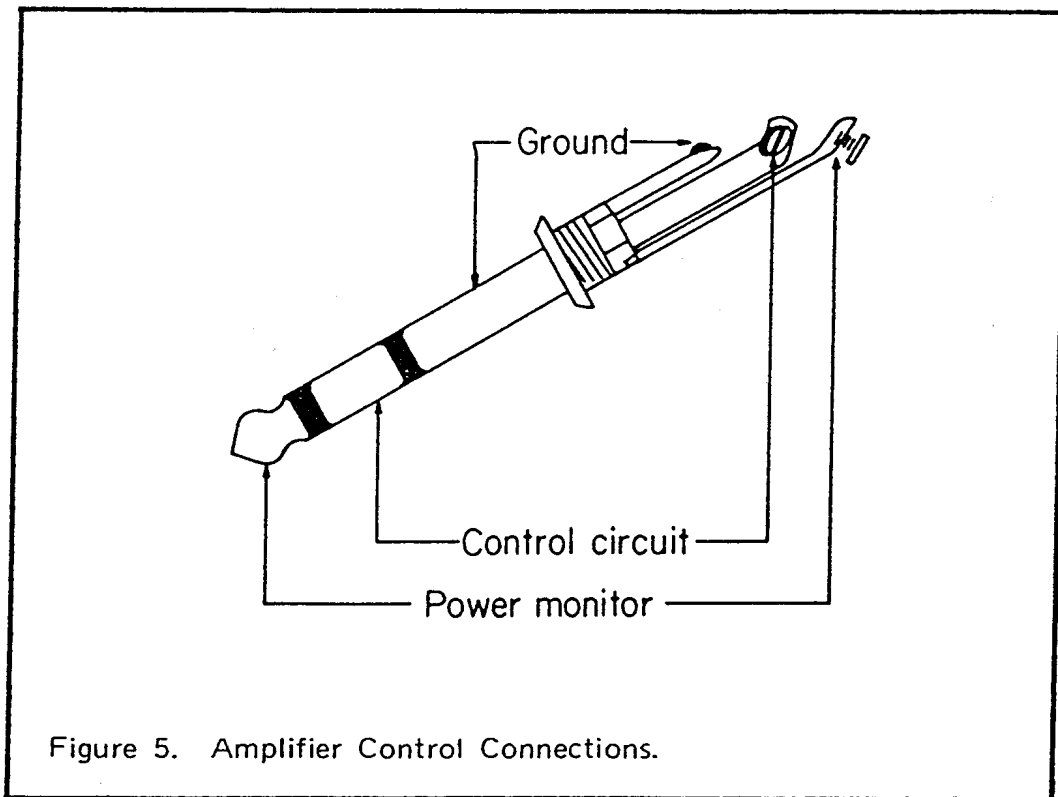 Ground
Control circuit
Power monitor
Figure 5. Amplifier Control Connections.